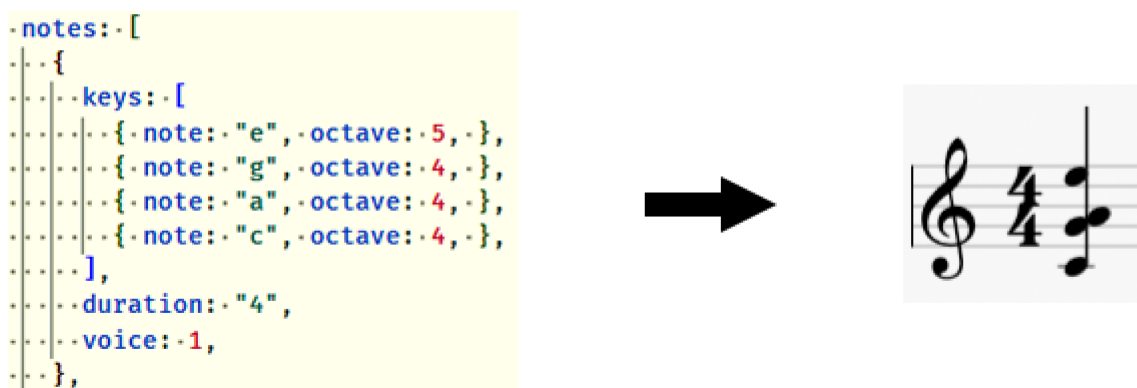 notes: [
{
keys: [
{ note: "e", octave: 5, },
{ note: "g", octave: 4, },
{ note: "a", octave: 4, },
{ note: "c", octave: 4, },
],
duration: "4",
voice: 1,
},
4
4